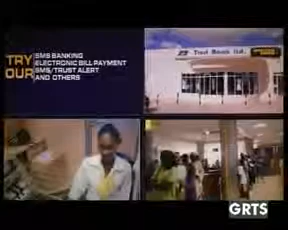 TRY
OUR
SMS BANKING
ELECTRONIC BILL PAYMENT
SMS/TRUST ALERT
AND OTHERS
Trust Bank Ltd.
GRTS